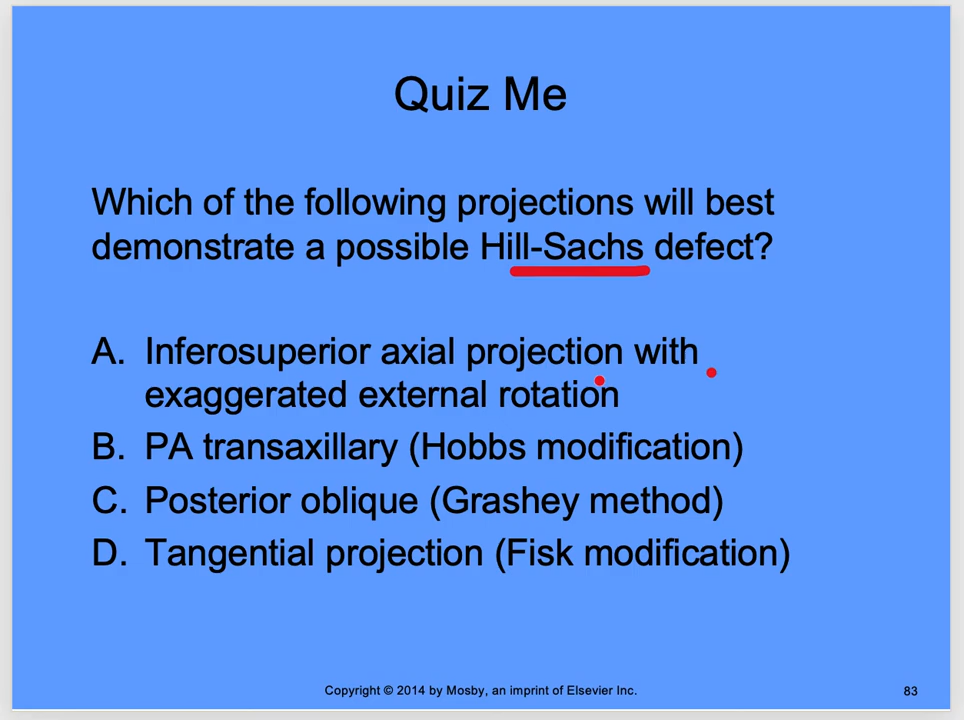 Quiz Me
Which of the following projections will best
demonstrate a possible Hill-Sachs defect?
A. Inferosuperior axial projection with
exaggerated external rotation
B. PA transaxillary (Hobbs modification)
C. Posterior oblique (Grashey method)
D. Tangential projection (Fisk modification)
Copyright © 2014 by Mosby, an imprint of Elsevier Inc.
83